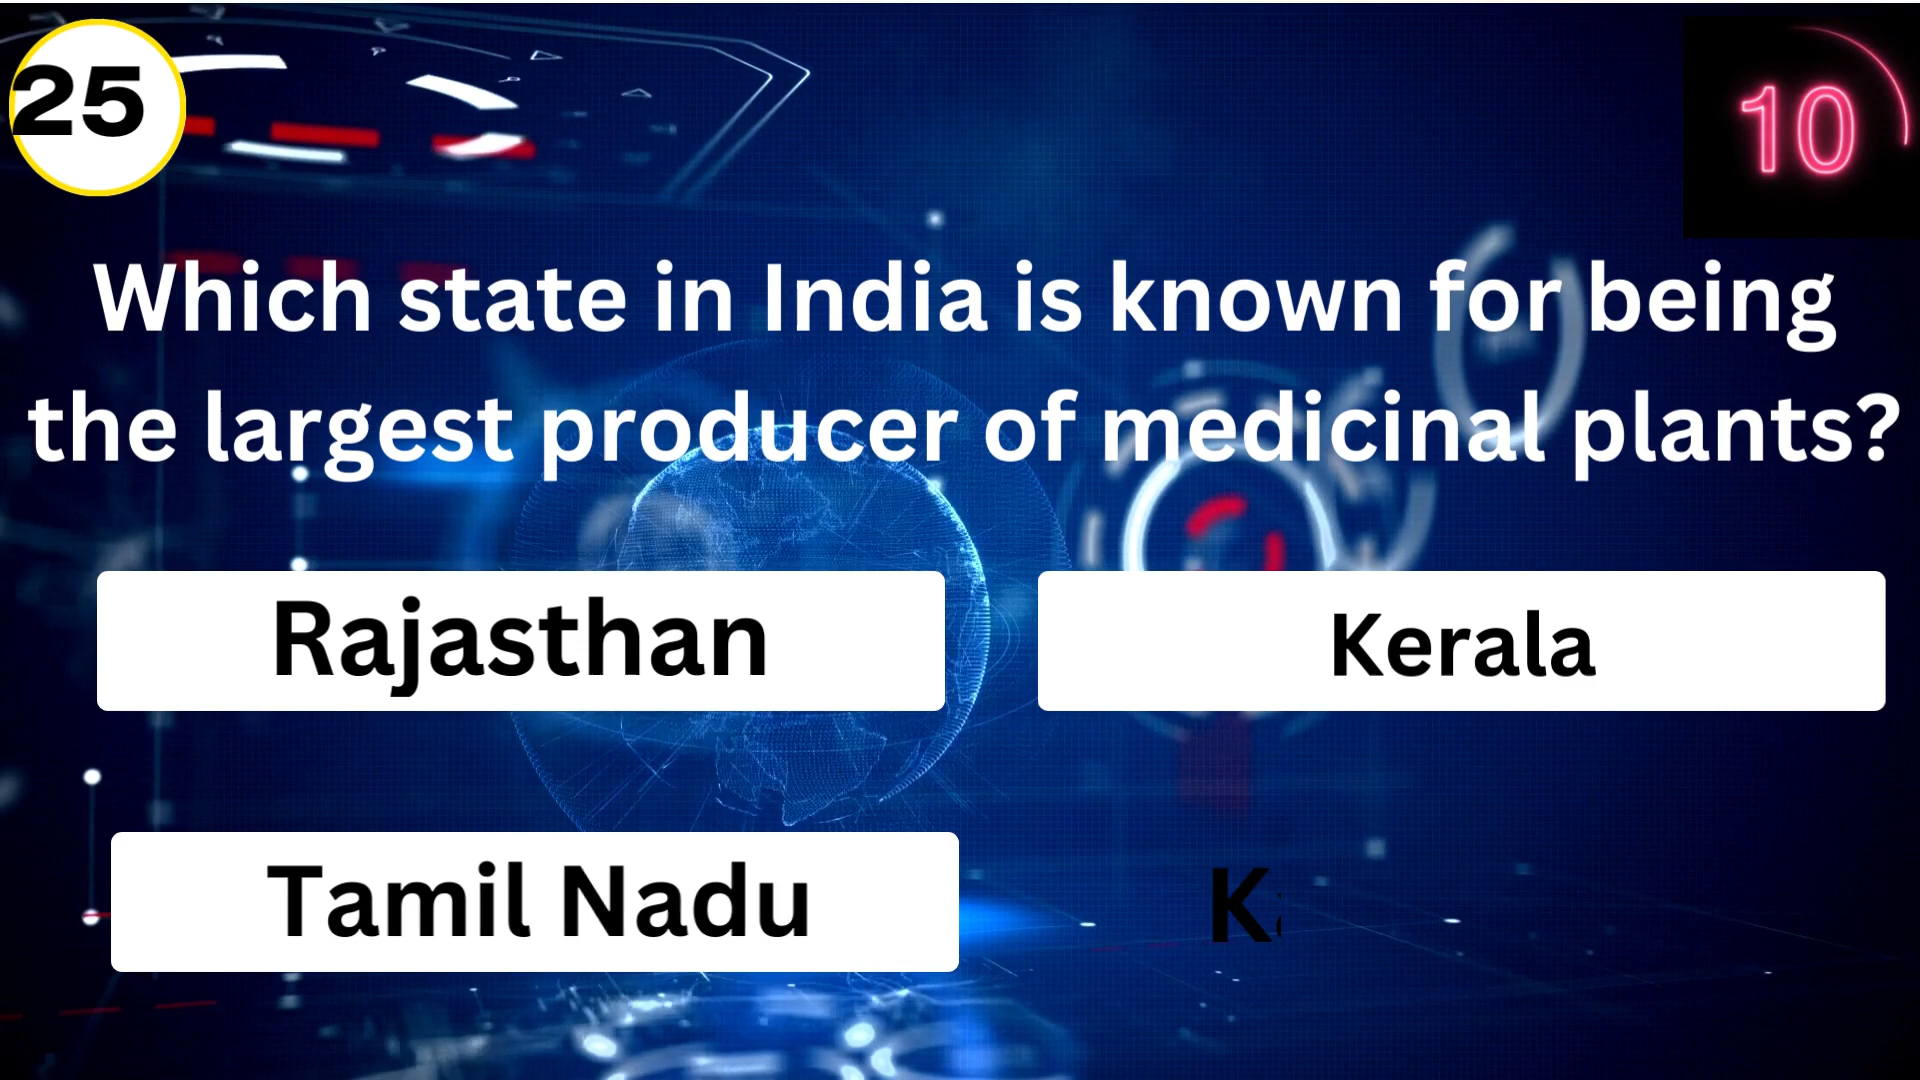 25
10
Which state in India is known for being
the largest producer of medicinal plants?
Rajasthan
Kerala
Tamil Nadu